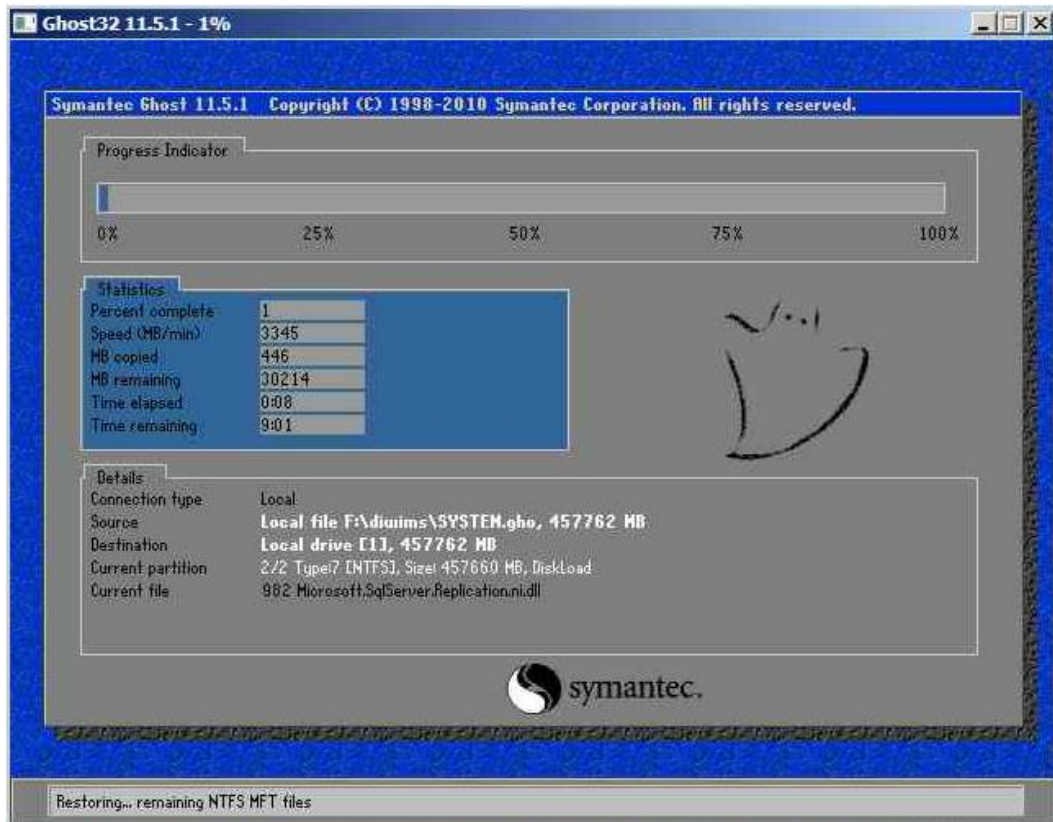 Ghost32 11.5.1 - 1%
Symantec Ghost 11.5.1 Copyright (C) 1998-2010 Symantec Corporation. All rights reserved.
Progress Indicator
0% 25% 50% 75% 100%
Statistics
Percent complete 1
Speed (MB/min) 3345
MB copied 446
MB remaining 30214
Time elapsed 0:08
Time remaining 9:01
Details
Connection type Local
Source Local file F:\diwims\SYSTEM.gho, 457762 MB
Destination Local drive [1], 457762 MB
Current partition 2/2 Type:7 [NTFS], Size: 457660 MB, DiskLoad
Current file 982 Microsoft.SqlServer.Replication.ni.dll
symantec.
Restoring... remaining NTFS MFT files